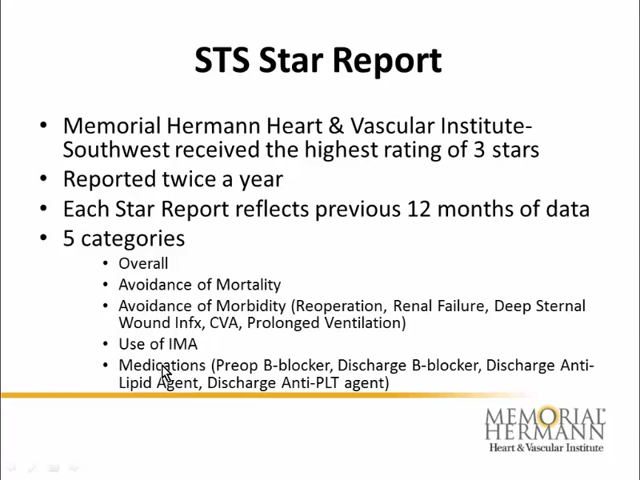 STS Star Report
• Memorial Hermann Heart & Vascular Institute-
Southwest received the highest rating of 3 stars
• Reported twice a year
• Each Star Report reflects previous 12 months of data
• 5 categories
• Overall
• Avoidance of Mortality
• Avoidance of Morbidity (Reoperation, Renal Failure, Deep Sternal
Wound Infx, CVA, Prolonged Ventilation)
• Use of IMA
• Medications (Preop B-blocker, Discharge B-blocker, Discharge Anti-
Lipid Agent, Discharge Anti-PLT agent)
MEMORIAL®
HERMANN
Heart & Vascular Institute